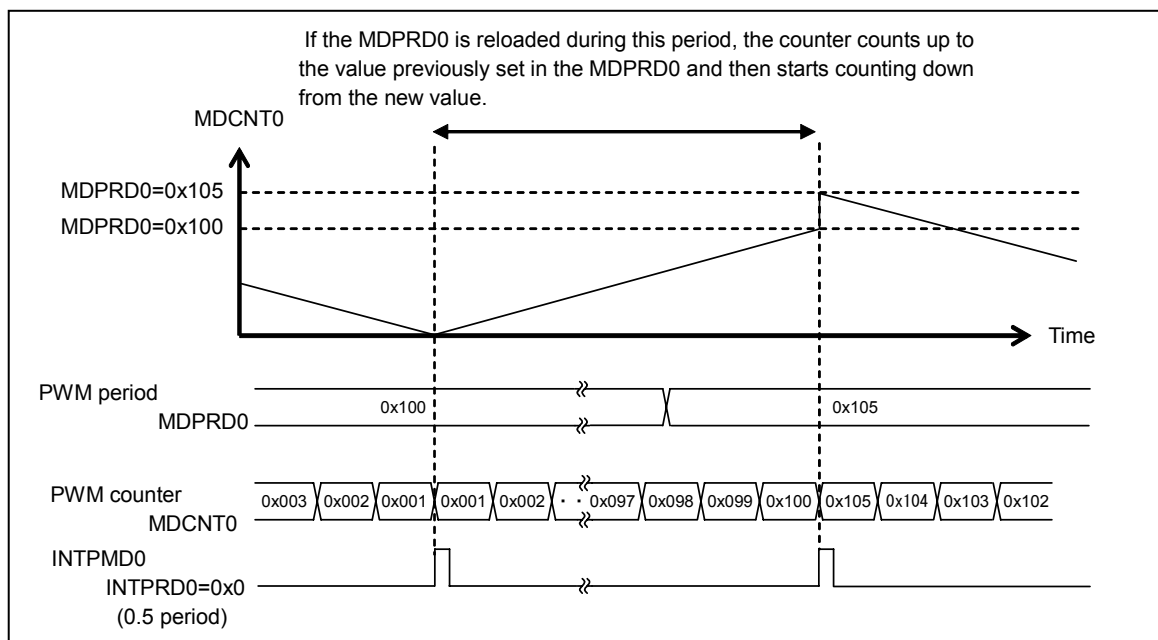 If the MDPRD0 is reloaded during this period, the counter counts up to
the value previously set in the MDPRD0 and then starts counting down
from the new value.
MDCNT0
MDPRD0=0x105
MDPRD0=0x100
Time
PWM period
MDPRD0
0x100
0x105
PWM counter
MDCNT0
0x003 0x002 0x001 0x001 0x002 ·· 0x097 0x098 0x099 0x100 0x105 0x104 0x103 0x102
INTPMD0
INTPRD0=0x0
(0.5 period)